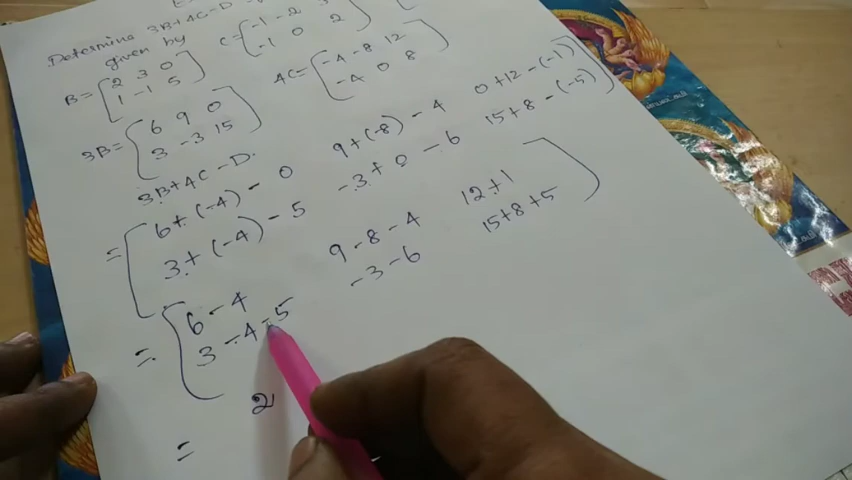 Determine 3B+4C-D
given by
B=[2 3 0 C=[-1 -2 3
1 -1 5] -1 0 2]
3B=[6 9 0 4C=[-4 -8 12
3 -3 15] -4 0 8]
3B+4C-D.
=[6+(-4)-0 9+(-8)-4 0+12-(-1)
3+(-4)-5 -3+0-6 15+8-(-5)]
=[6-4 9-8-4 12+1
3-4-5 -3-6 15+8+5]
= 2